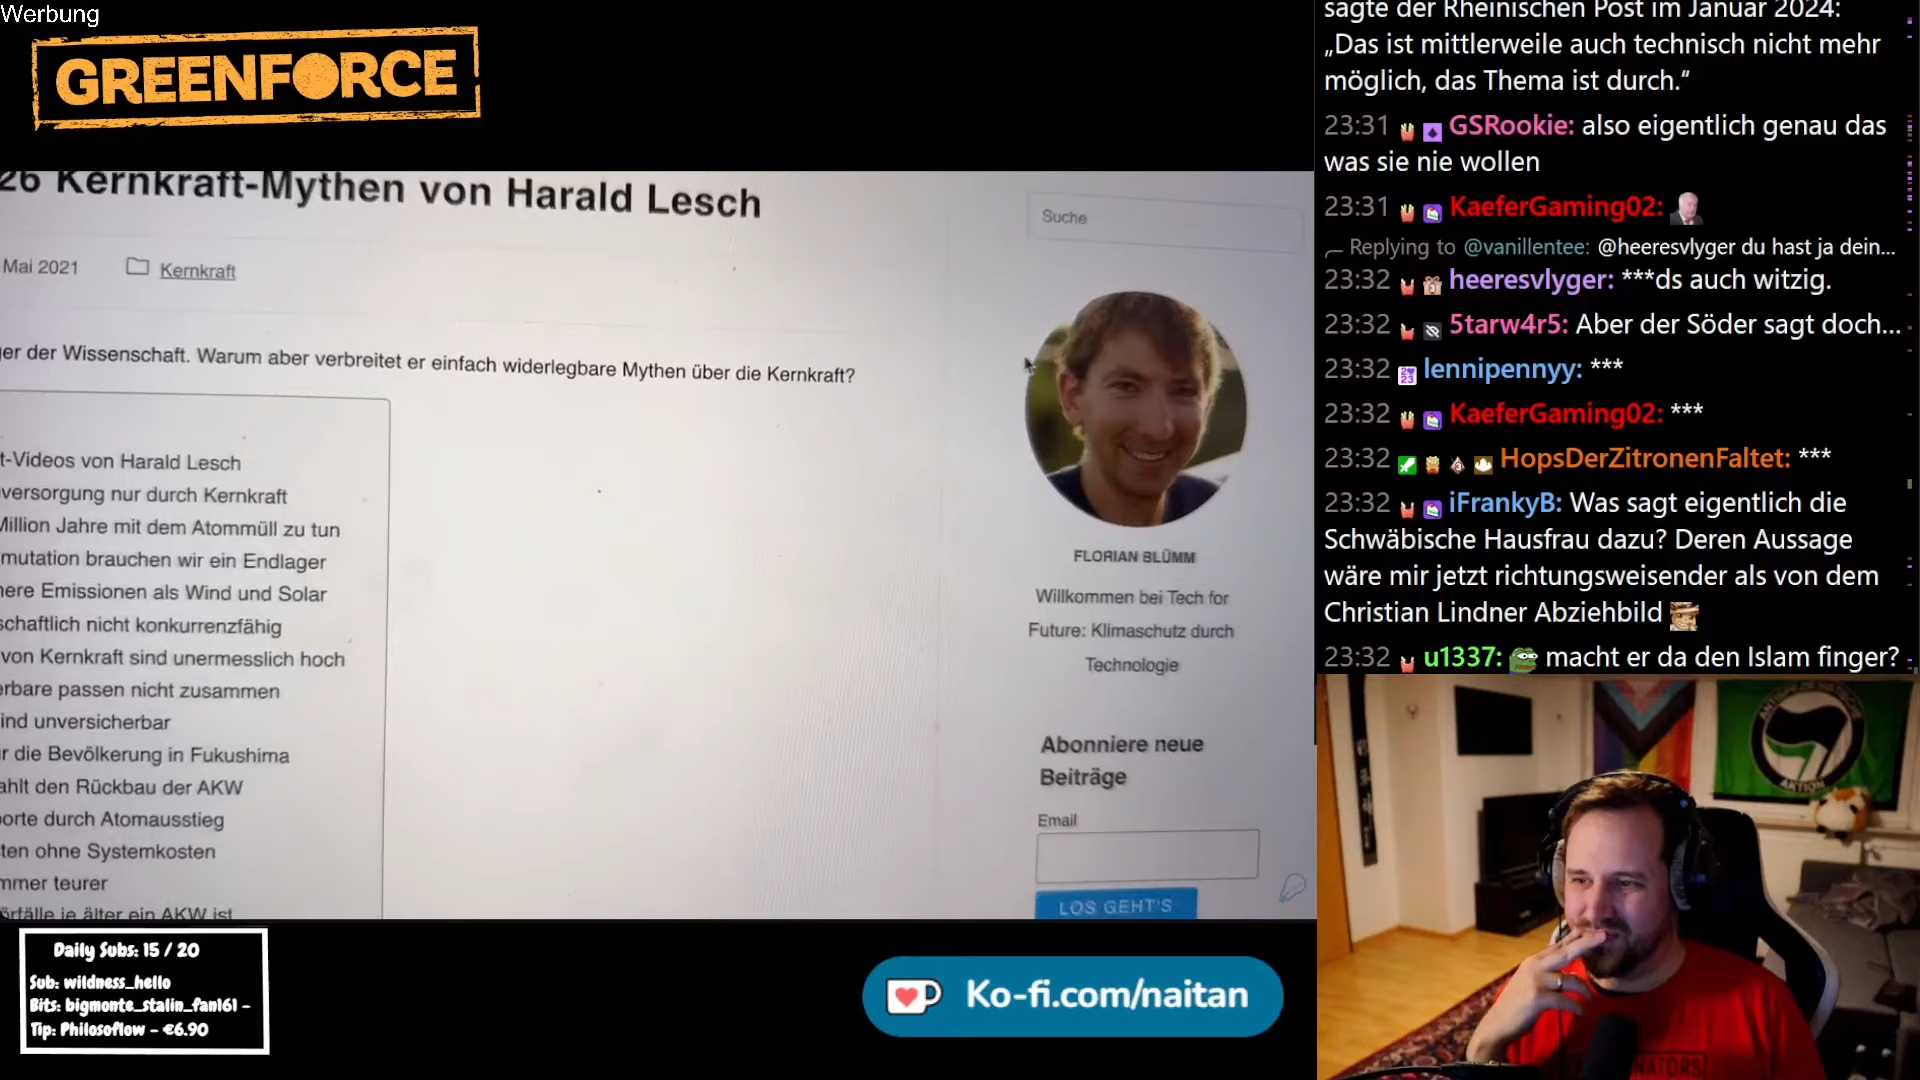 Werbung
GREENFORCE
26 Kernkraft-Mythen von Harald Lesch
Mai 2021
Kernkraft
Suche
er der Wissenschaft. Warum aber verbreitet er einfach widerlegbare Mythen über die Kernkraft?
t-Videos von Harald Lesch
versorgung nur durch Kernkraft
Million Jahre mit dem Atommüll zu tun
mutation brauchen wir ein Endlager
here Emissionen als Wind und Solar
schaftlich nicht konkurrenzfähig
von Kernkraft sind unermesslich hoch
erbare passen nicht zusammen
ind unversicherbar
r die Bevölkerung in Fukushima
ahlt den Rückbau der AKW
orte durch Atomausstieg
ten ohne Systemkosten
mmer teurer
örfälle je älter ein AKW ist
FLORIAN BLÜMM
Willkommen bei Tech for
Future: Klimaschutz durch
Technologie
Abonniere neue
Beiträge
Email
LOS GEHT'S
Daily Subs: 15 / 20
Sub: wildness_hello
Bits: bigmonte_stalin_fan161 -
Tip: Philosoflow - €6.90
Ko-fi.com/naitan
sagte der Rheinischen Post im Januar 2024:
„Das ist mittlerweile auch technisch nicht mehr
möglich, das Thema ist durch.“
23:31 GSRookie: also eigentlich genau das
was sie nie wollen
23:31 KaeferGaming02:
Replying to @vanillentee: @heeresvlyger du hast ja dein...
23:32 heeresvlyger: ***ds auch witzig.
23:32 5tarw4r5: Aber der Söder sagt doch...
23:32 lennipennyy: ***
23:32 KaeferGaming02: ***
23:32 HopsDerZitronenFaltet: ***
23:32 iFrankyB: Was sagt eigentlich die
Schwäbische Hausfrau dazu? Deren Aussage
wäre mir jetzt richtungsweisender als von dem
Christian Lindner Abziehbild
23:32 u1337: macht er da den Islam finger?
AKTION
NATORS